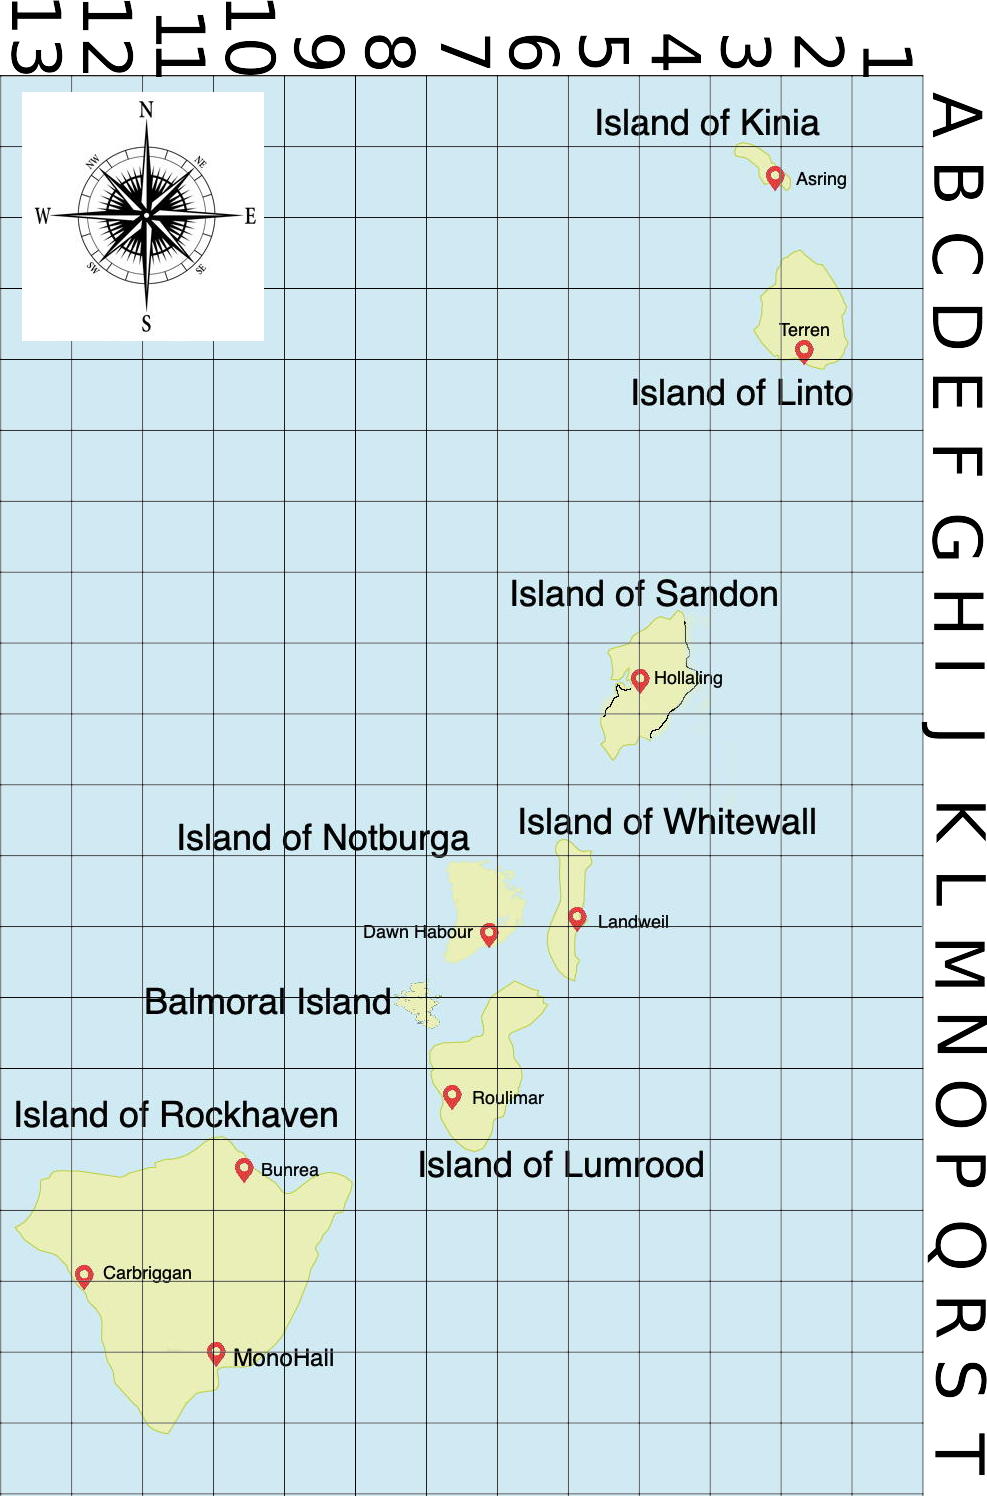 13 12 11 10 9 8 7 6 5 4 3 2 1
A
B
C
D
E
F
G
H
I
J
K
L
M
N
O
P
Q
R
S
T
N
NW NE
W E
SW SE
S
Island of Kinia
Asring
Terren
Island of Linto
Island of Sandon
Hollaling
Island of Whitewall
Island of Notburga
Landweil
Dawn Habour
Balmoral Island
Roulimar
Island of Rockhaven
Island of Lumrood
Bunrea
Carbriggan
MonoHall